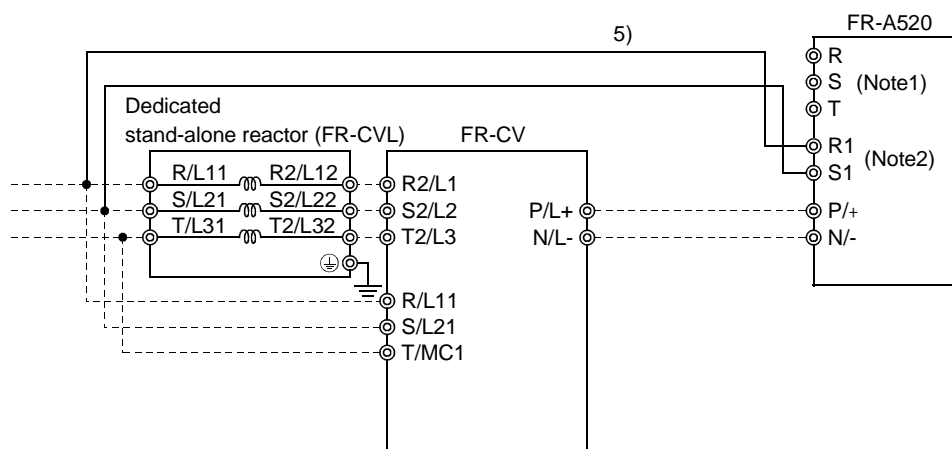 FR-A520
5)
R
S (Note1)
T
Dedicated
stand-alone reactor (FR-CVL)
FR-CV
R1
S1 (Note2)
R/L11 R2/L12 R2/L1
S/L21 S2/L22 S2/L2
T/L31 T2/L32 T2/L3
P/L+ P/+
N/L- N/-
R/L11
S/L21
T/MC1